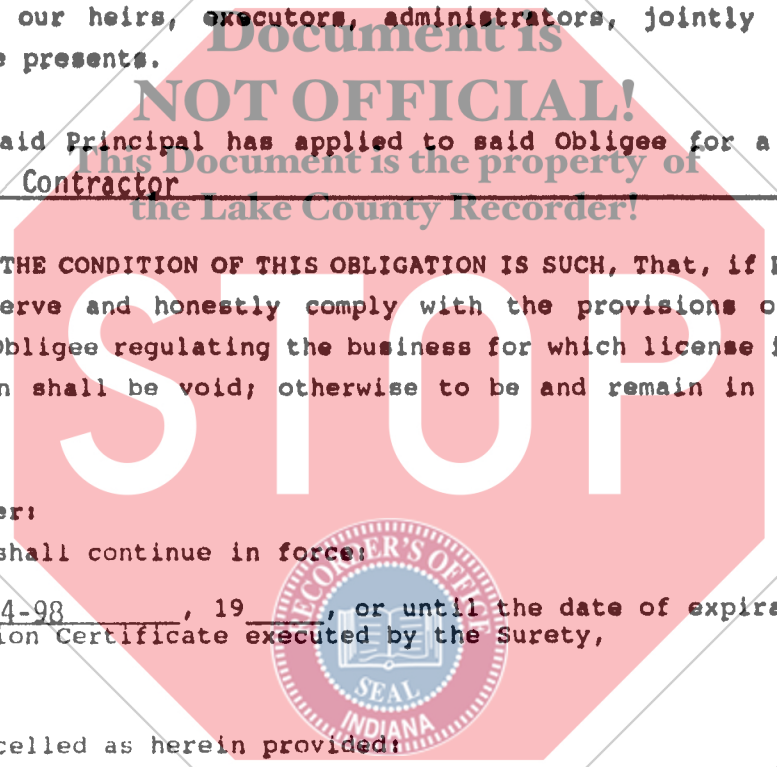 our heirs, executors, administrators, jointly
Document is
presents.
NOT OFFICIAL!
aid Principal has applied to said Obligee for a
This Document is the property of
Contractor
the Lake County Recorder!
THE CONDITION OF THIS OBLIGATION IS SUCH, That, if
erve and honestly comply with the provisions o
Obligee regulating the business for which license
n shall be void; otherwise to be and remain in
STOP
er:
shall continue in force:
4-98, 19____, or until the date of expira
ion Certificate executed by the Surety,
RECORDER'S OFFICE
SEAL
INDIANA
celled as herein provided: